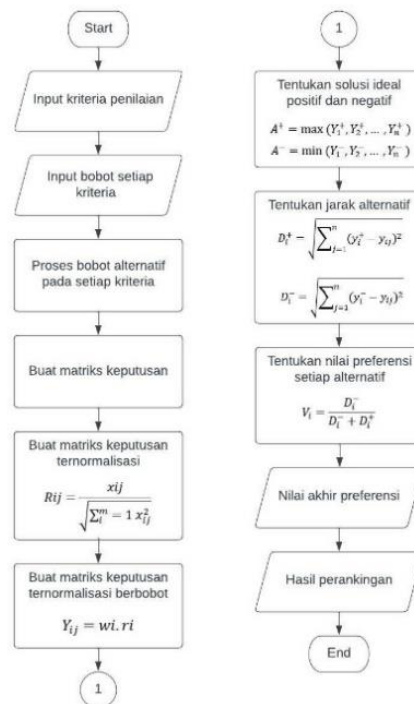 Start
Input kriteria penilaian
Input bobot setiap
kriteria
Proses bobot alternatif
pada setiap kriteria
Buat matriks keputusan
Buat matriks keputusan
ternormalisasi
Rij = xij / √(∑ᵢᵐ = 1 x²ᵢⱼ)
Buat matriks keputusan
ternormalisasi berbobot
Yᵢⱼ = wi.ri
1
1
Tentukan solusi ideal
positif dan negatif
A⁺ = max (Y₁⁺, Y₂⁺, ... , Yₙ⁺ )
A⁻ = min (Y₁⁻, Y₂⁻, ... , Yₙ⁻ )
Tentukan jarak alternatif
Dᵢ⁺ = √(∑ⱼ₌₁ⁿ (yᵢ⁺ − yᵢⱼ)²)
Dᵢ⁻ = √(∑ⱼ₌₁ⁿ (yᵢ⁻ − yᵢⱼ)²)
Tentukan nilai preferensi
setiap alternatif
Vᵢ = Dᵢ⁻ / (Dᵢ⁻ + Dᵢ⁺)
Nilai akhir preferensi
Hasil perankingan
End